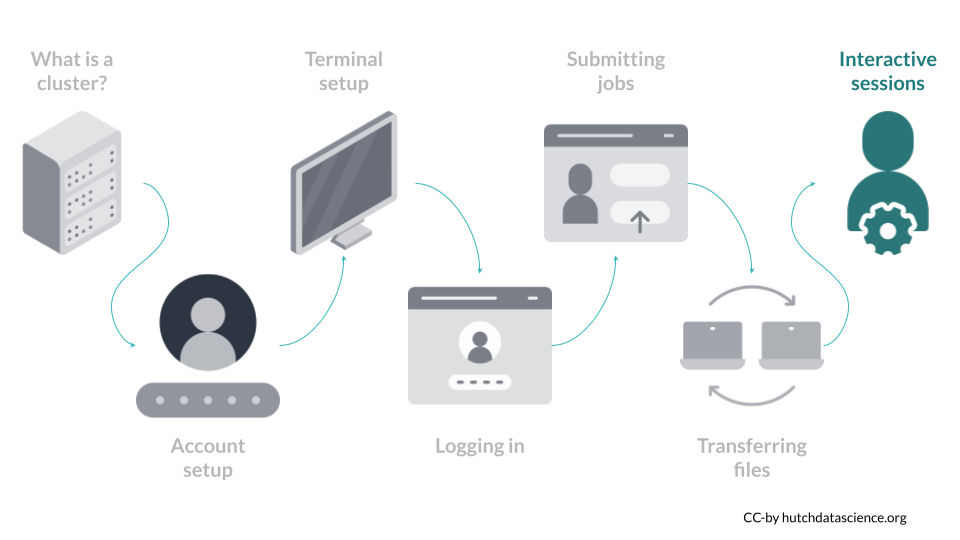 What is a
cluster?
Terminal
setup
Submitting
jobs
Interactive
sessions
Account
setup
Logging in
Transferring
files
CC-by hutchdatascience.org